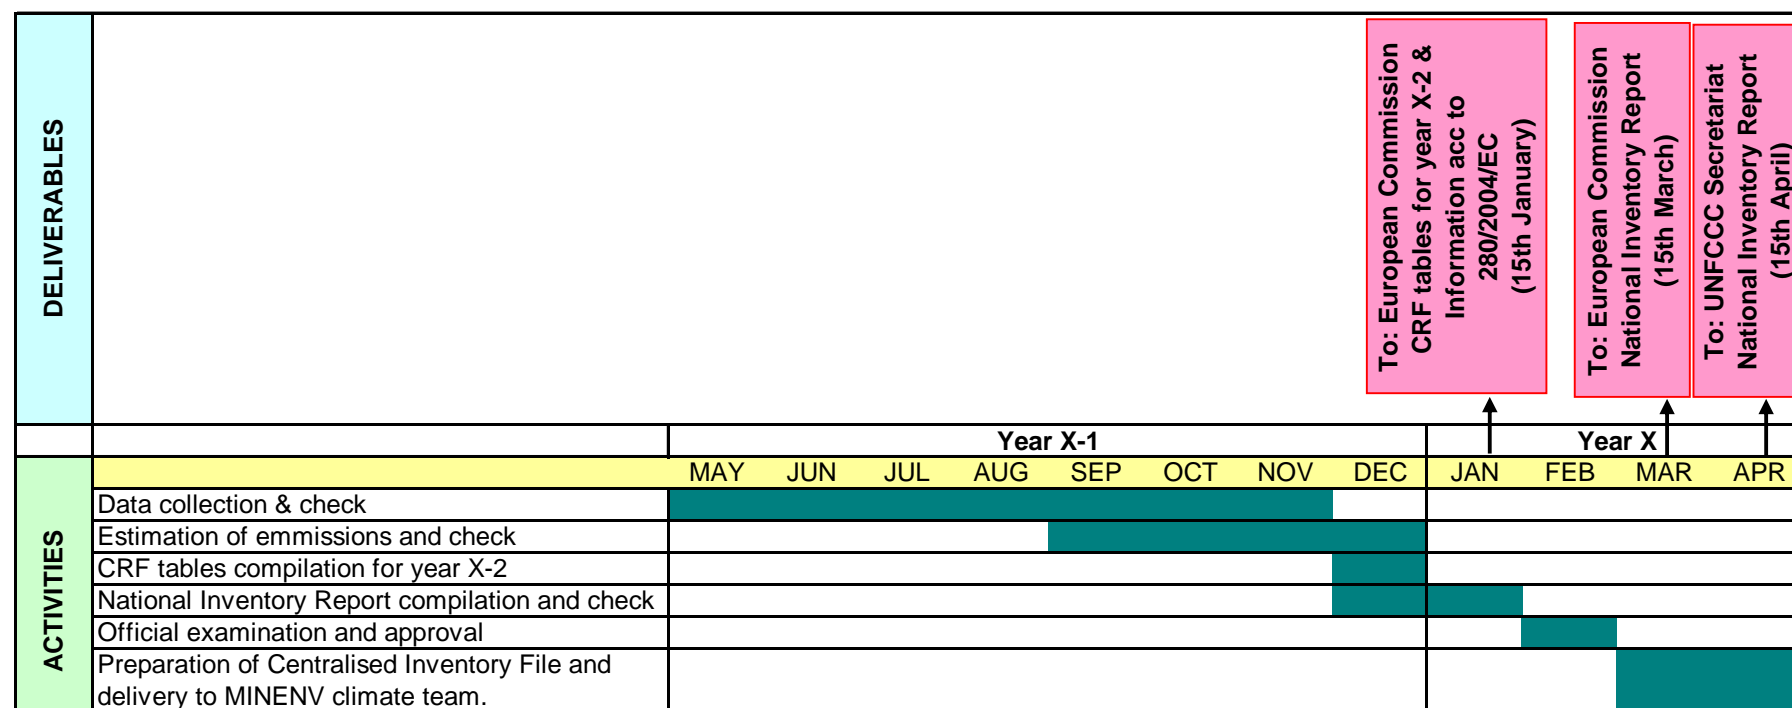 DELIVERABLES
To: European Commission
CRF tables for year X-2 &
Information acc to
280/2004/EC
(15th January)
To: European Commission
National Inventory Report
(15th March)
To: UNFCCC Secretariat
National Inventory Report
(15th April)
Year X-1
Year X
MAY JUN JUL AUG SEP OCT NOV DEC JAN FEB MAR APR
ACTIVITIES
Data collection & check
Estimation of emmissions and check
CRF tables compilation for year X-2
National Inventory Report compilation and check
Official examination and approval
Preparation of Centralised Inventory File and
delivery to MINENV climate team.